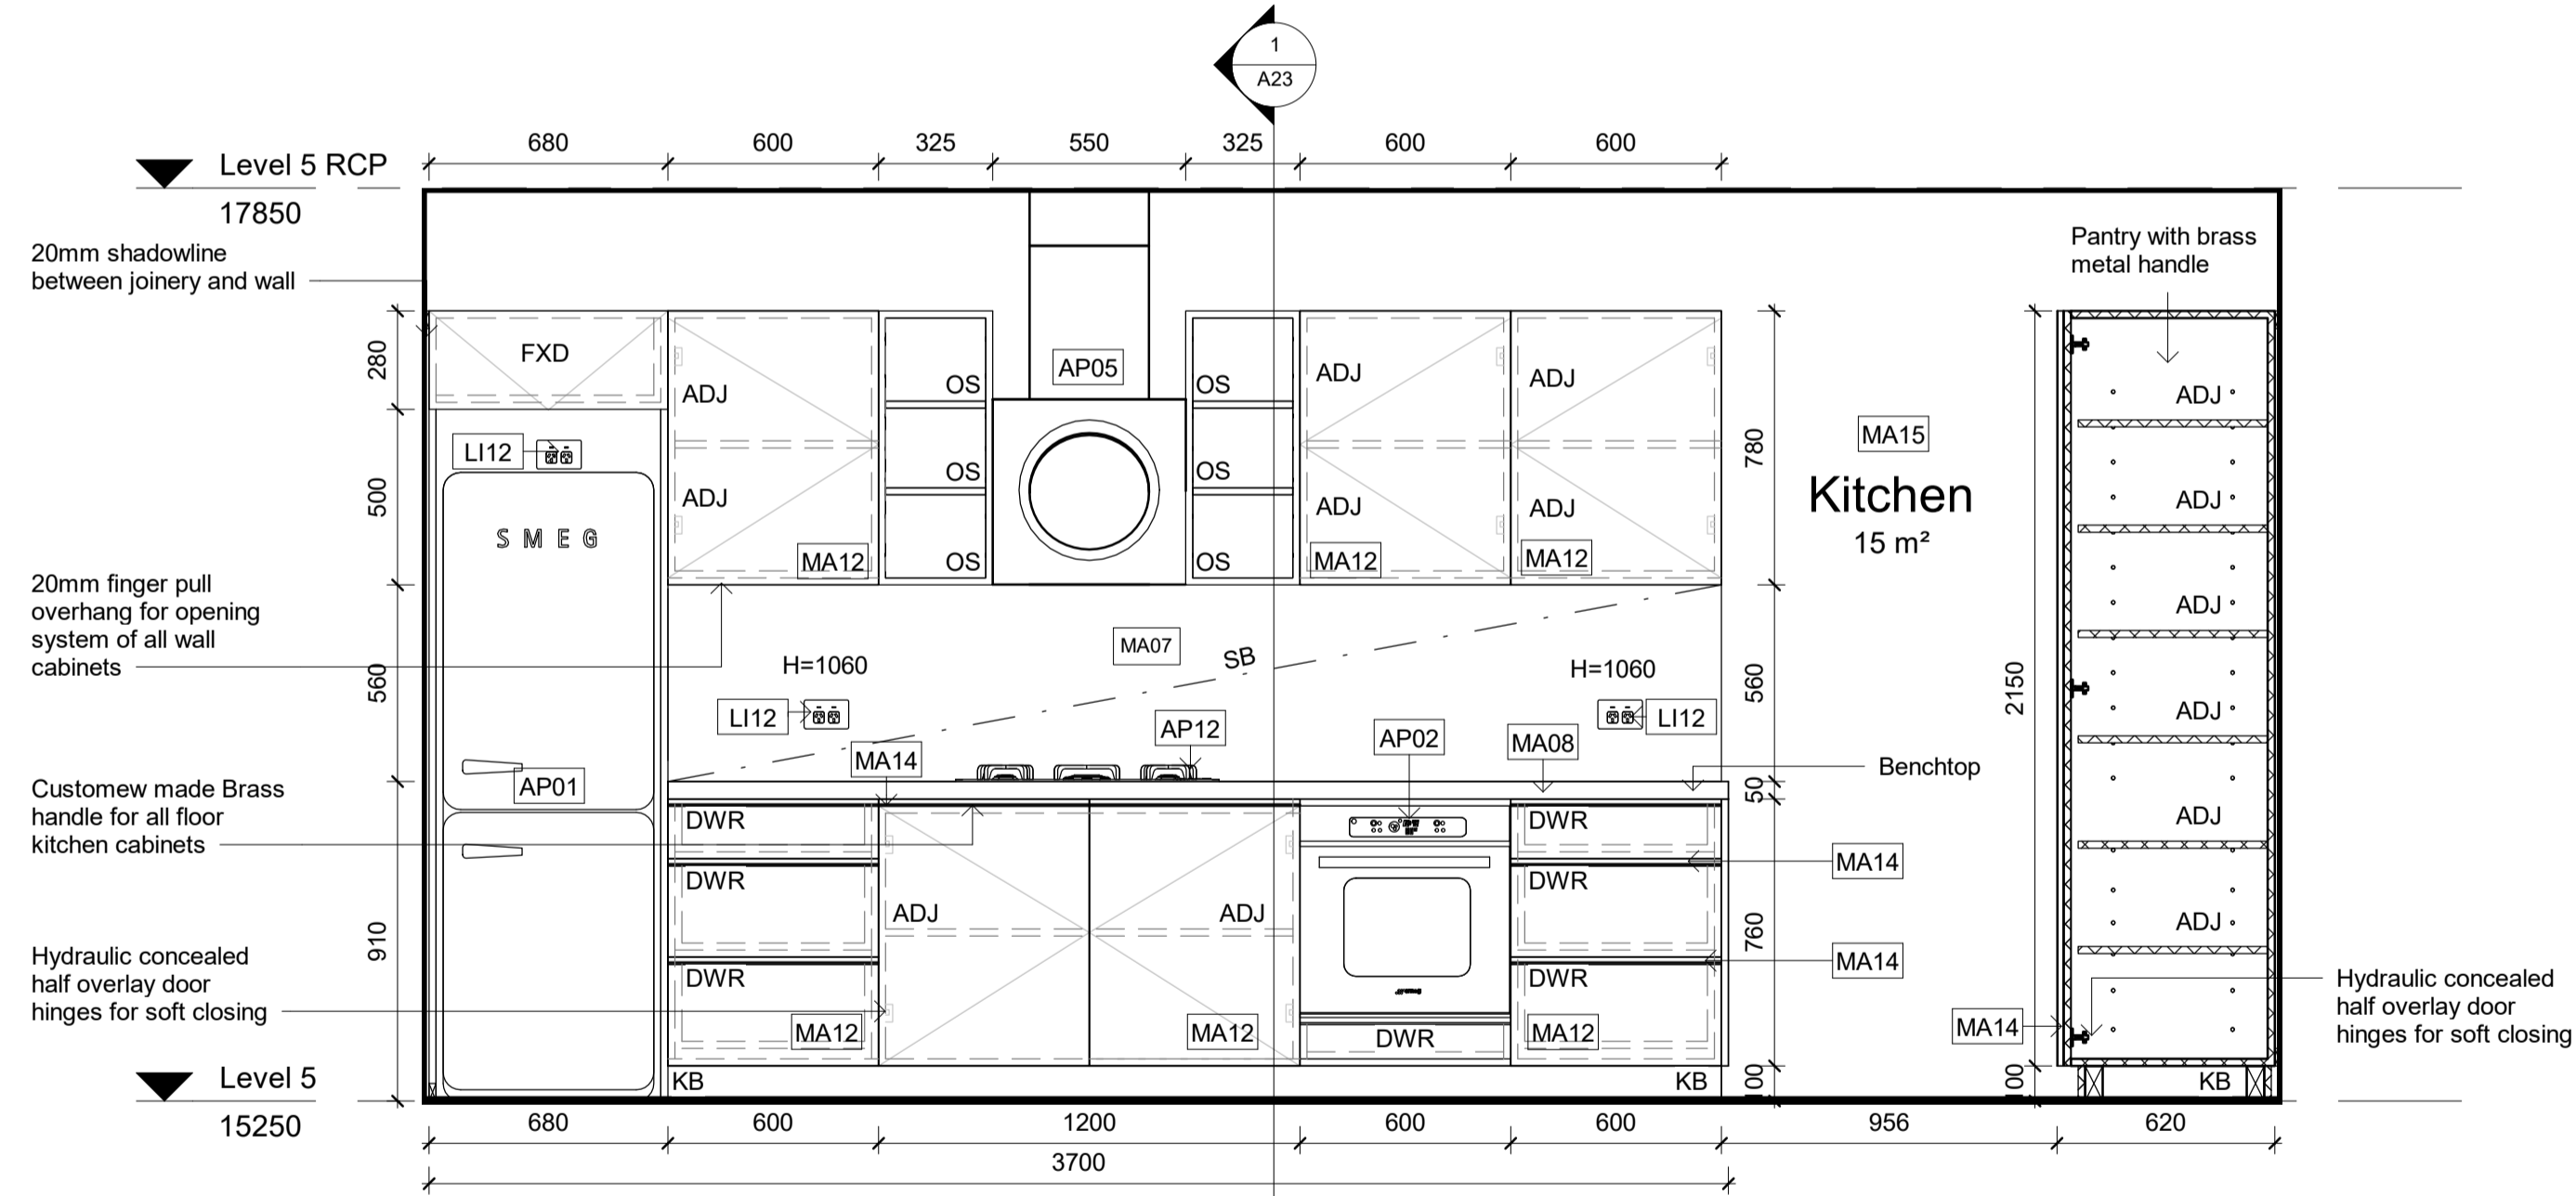 1
A23
680 600 325 550 325 600 600
Level 5 RCP
17850
20mm shadowline
between joinery and wall
Pantry with brass
metal handle
280
FXD
ADJ
OS
AP05
OS
ADJ
ADJ
ADJ
LI12
MA15
780
Kitchen
15 m²
500
SMEG
ADJ
OS
OS
ADJ
ADJ
ADJ
MA12
OS
OS
MA12
MA12
ADJ
20mm finger pull
overhang for opening
system of all wall
cabinets
560
H=1060
MA07
SB
H=1060
560
2150
LI12
AP12
LI12
ADJ
MA14
AP02
MA08
Benchtop
AP01
50
Customew made Brass
handle for all floor
kitchen cabinets
DWR
DWR
ADJ
MA14
DWR
DWR
910
ADJ
ADJ
760
ADJ
Hydraulic concealed
half overlay door
hinges for soft closing
DWR
DWR
MA14
Hydraulic concealed
half overlay door
hinges for soft closing
MA12
MA12
DWR
MA12
MA14
Level 5
15250
KB
KB
100
100
KB
680 600 1200 600 600 956 620
3700